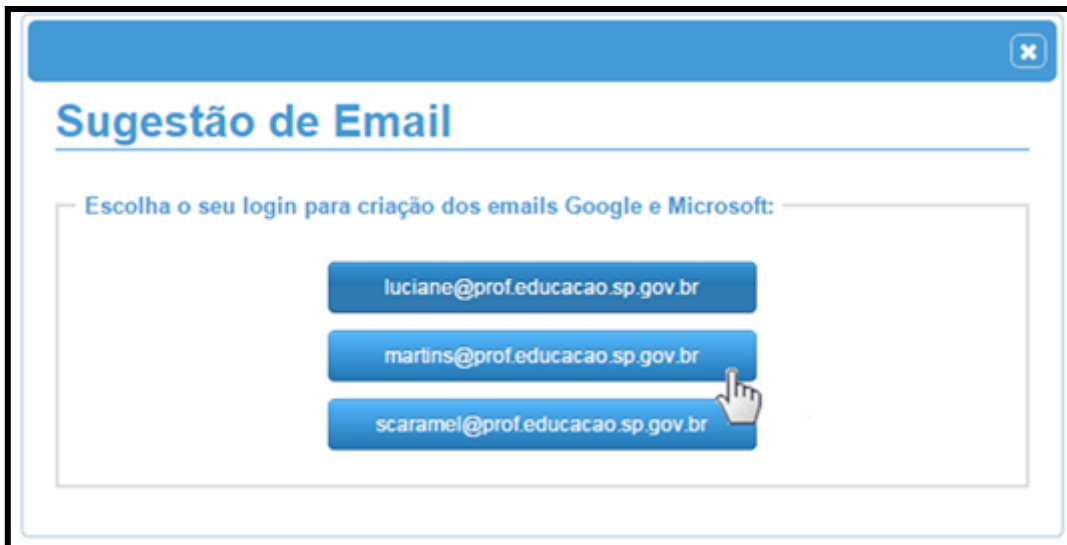 Sugestão de Email
Escolha o seu login para criação dos emails Google e Microsoft:
luciane@prof.educacao.sp.gov.br
martins@prof.educacao.sp.gov.br
scaramel@prof.educacao.sp.gov.br